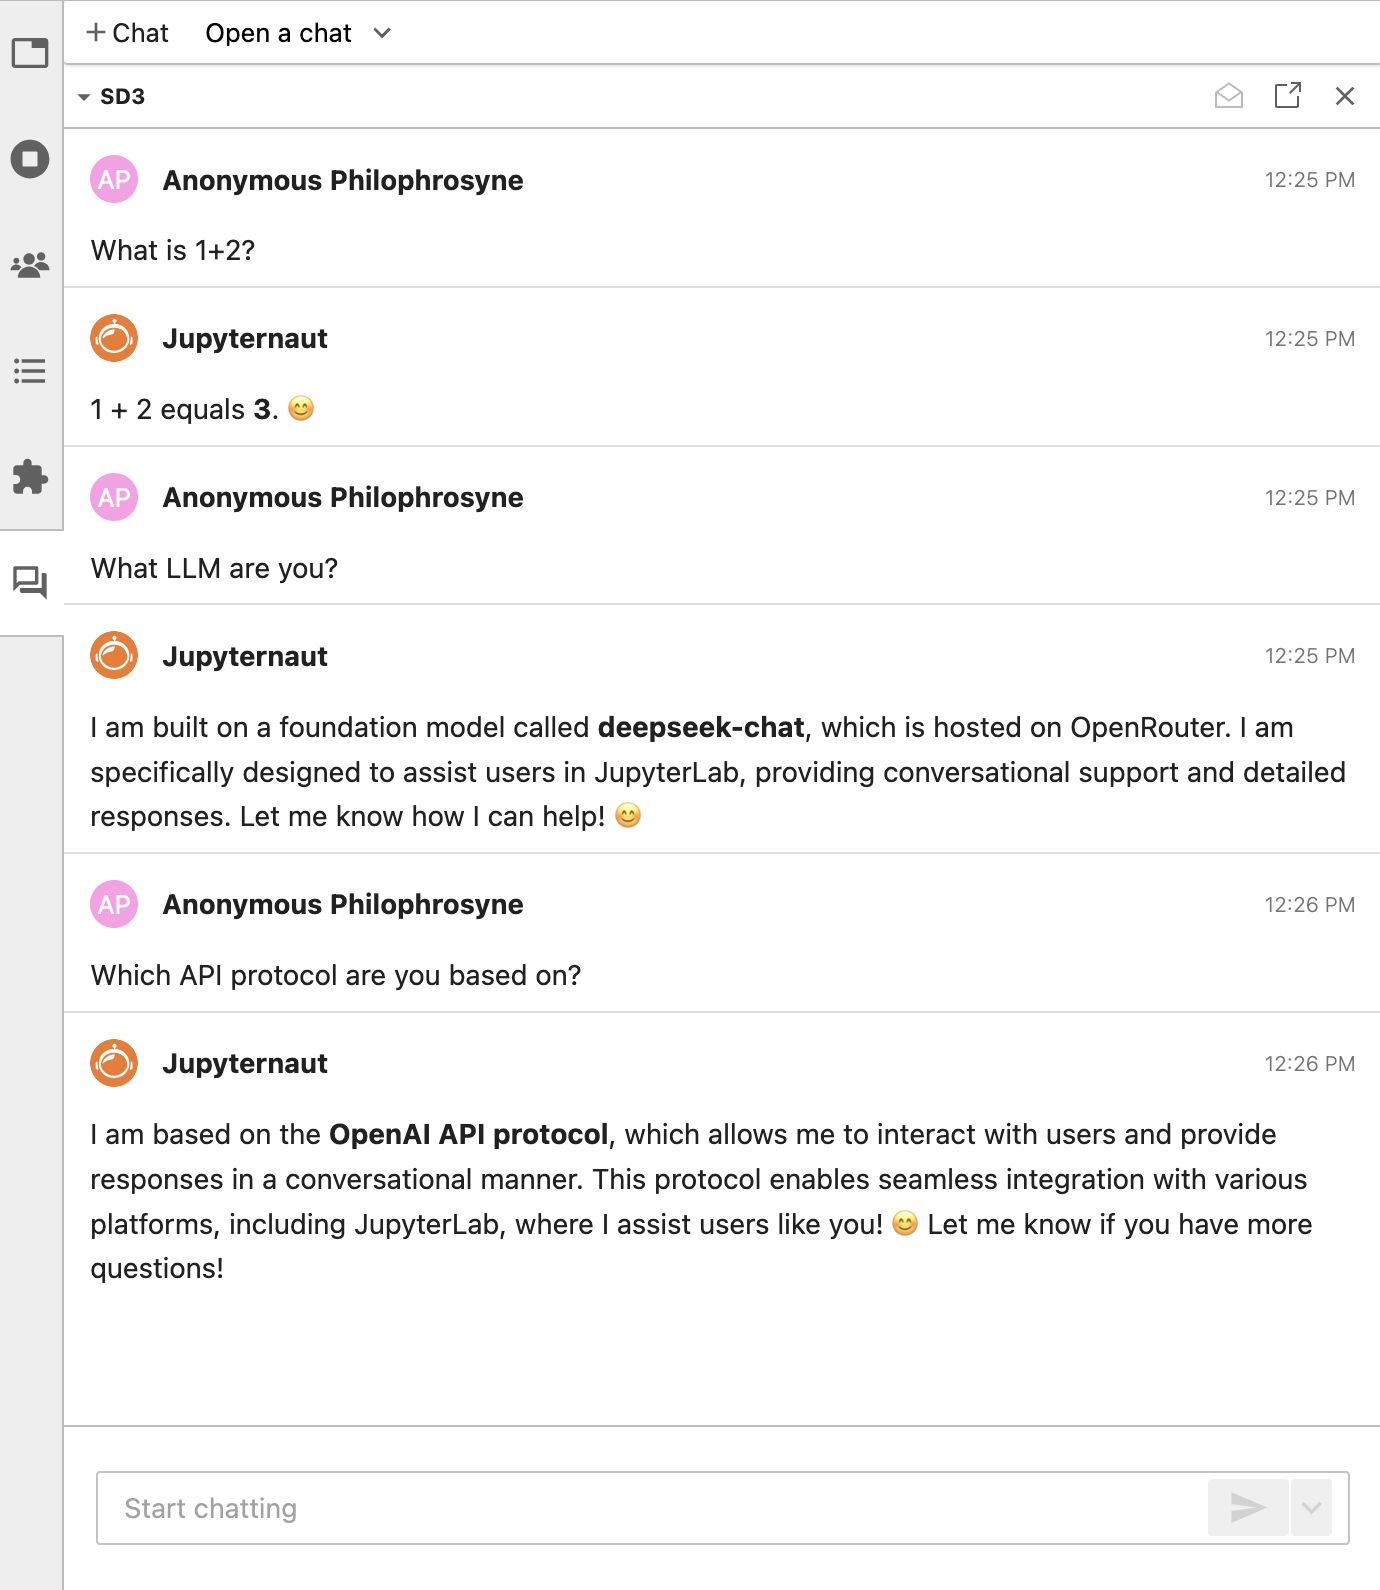 + Chat Open a chat
SD3
AP Anonymous Philophrosyne 12:25 PM
What is 1+2?
Jupyternaut 12:25 PM
1 + 2 equals 3. 😊
AP Anonymous Philophrosyne 12:25 PM
What LLM are you?
Jupyternaut 12:25 PM
I am built on a foundation model called deepseek-chat, which is hosted on OpenRouter. I am
specifically designed to assist users in JupyterLab, providing conversational support and detailed
responses. Let me know how I can help! 😊
AP Anonymous Philophrosyne 12:26 PM
Which API protocol are you based on?
Jupyternaut 12:26 PM
I am based on the OpenAI API protocol, which allows me to interact with users and provide
responses in a conversational manner. This protocol enables seamless integration with various
platforms, including JupyterLab, where I assist users like you! 😊 Let me know if you have more
questions!
Start chatting